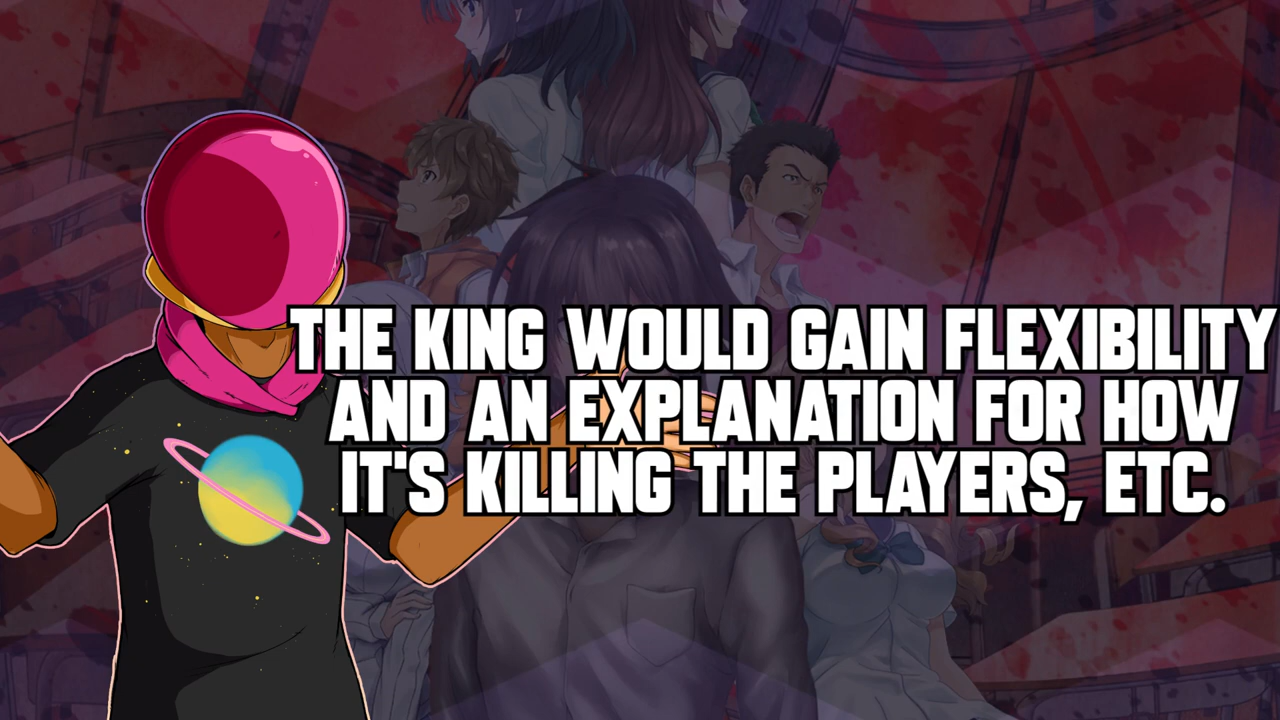 THE KING WOULD GAIN FLEXIBILITY
AND AN EXPLANATION FOR HOW
IT'S KILLING THE PLAYERS, ETC.